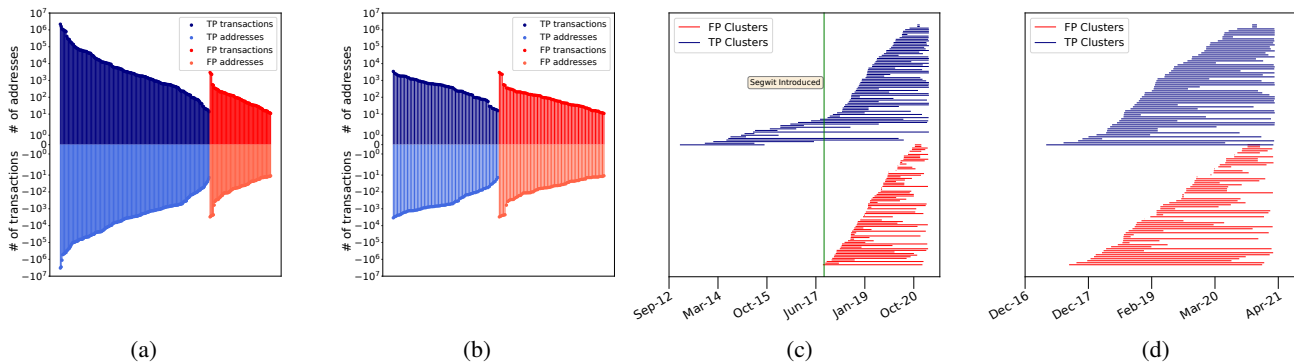 10^7
10^6
10^5
10^4
10^3
10^2
10^1
10^0
0
−10^0
−10^1
−10^2
−10^3
−10^4
−10^5
−10^6
−10^7
# of addresses
# of transactions
TP transactions
TP addresses
FP transactions
FP addresses
(a)
10^7
10^6
10^5
10^4
10^3
10^2
10^1
10^0
0
−10^0
−10^1
−10^2
−10^3
−10^4
−10^5
−10^6
−10^7
# of addresses
# of transactions
TP transactions
TP addresses
FP transactions
FP addresses
(b)
FP Clusters
TP Clusters
Segwit Introduced
Sep-12
Mar-14
Oct-15
Jun-17
Jan-19
Oct-20
(c)
FP Clusters
TP Clusters
Dec-16
Dec-17
Feb-19
Mar-20
Apr-21
(d)